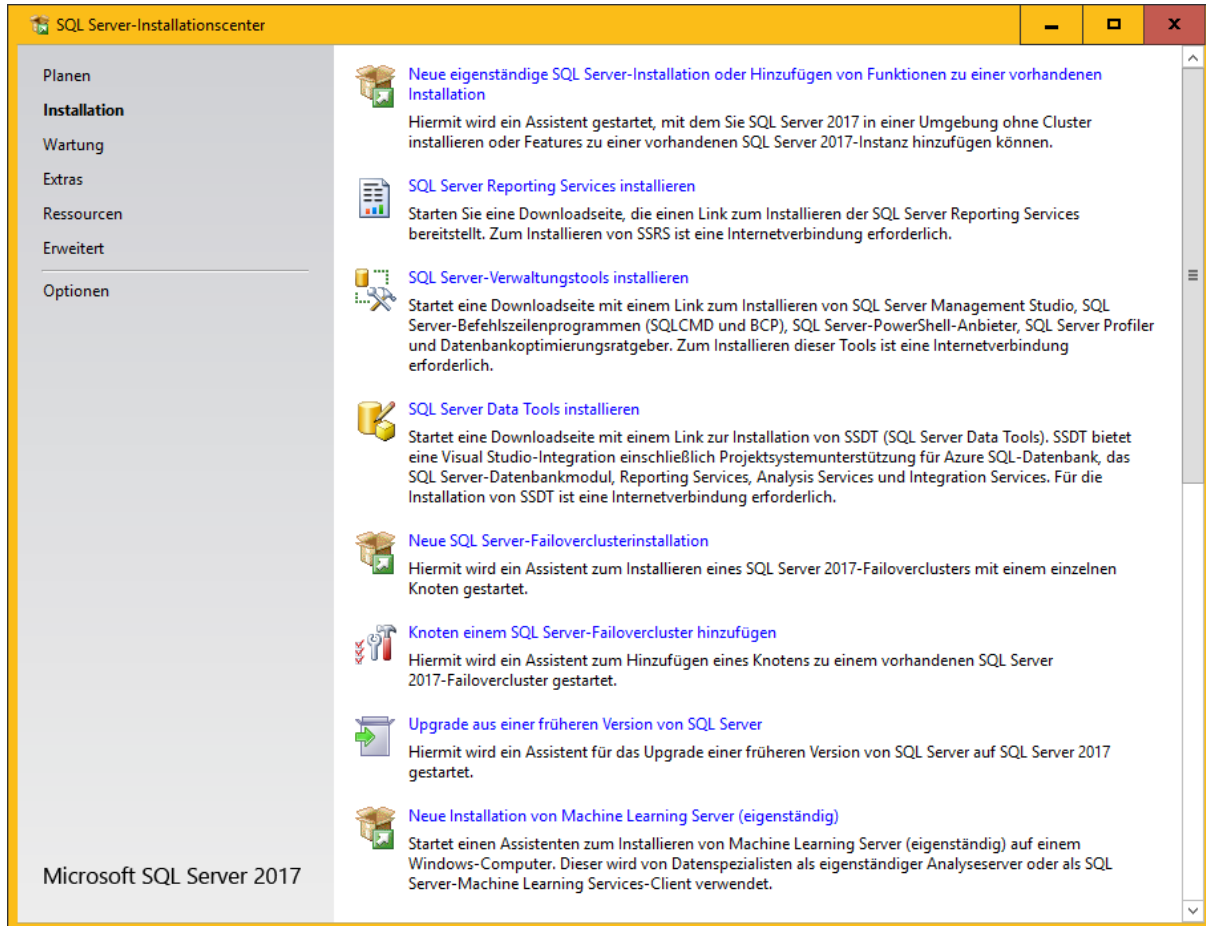 SQL Server-Installationscenter
Planen
Installation
Wartung
Extras
Ressourcen
Erweitert
Optionen
Microsoft SQL Server 2017
Neue eigenständige SQL Server-Installation oder Hinzufügen von Funktionen zu einer vorhandenen
Installation
Hiermit wird ein Assistent gestartet, mit dem Sie SQL Server 2017 in einer Umgebung ohne Cluster
installieren oder Features zu einer vorhandenen SQL Server 2017-Instanz hinzufügen können.
SQL Server Reporting Services installieren
Starten Sie eine Downloadseite, die einen Link zum Installieren der SQL Server Reporting Services
bereitstellt. Zum Installieren von SSRS ist eine Internetverbindung erforderlich.
SQL Server-Verwaltungstools installieren
Startet eine Downloadseite mit einem Link zum Installieren von SQL Server Management Studio, SQL
Server-Befehlszeilenprogrammen (SQLCMD und BCP), SQL Server-PowerShell-Anbieter, SQL Server Profiler
und Datenbankoptimierungsratgeber. Zum Installieren dieser Tools ist eine Internetverbindung
erforderlich.
SQL Server Data Tools installieren
Startet eine Downloadseite mit einem Link zur Installation von SSDT (SQL Server Data Tools). SSDT bietet
eine Visual Studio-Integration einschließlich Projektsystemunterstützung für Azure SQL-Datenbank, das
SQL Server-Datenbankmodul, Reporting Services, Analysis Services und Integration Services. Für die
Installation von SSDT ist eine Internetverbindung erforderlich.
Neue SQL Server-Failoverclusterinstallation
Hiermit wird ein Assistent zum Installieren eines SQL Server 2017-Failoverclusters mit einem einzelnen
Knoten gestartet.
Knoten einem SQL Server-Failovercluster hinzufügen
Hiermit wird ein Assistent zum Hinzufügen eines Knotens zu einem vorhandenen SQL Server
2017-Failovercluster gestartet.
Upgrade aus einer früheren Version von SQL Server
Hiermit wird ein Assistent für das Upgrade einer früheren Version von SQL Server auf SQL Server 2017
gestartet.
Neue Installation von Machine Learning Server (eigenständig)
Startet einen Assistenten zum Installieren von Machine Learning Server (eigenständig) auf einem
Windows-Computer. Dieser wird von Datenspezialisten als eigenständiger Analyseserver oder als SQL
Server-Machine Learning Services-Client verwendet.